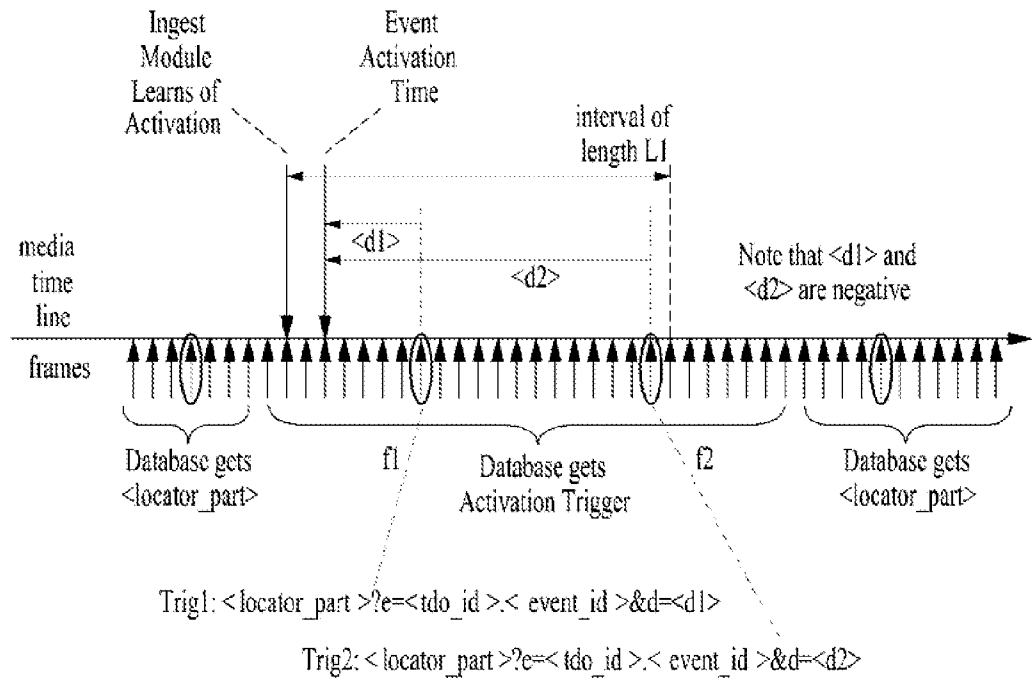 Ingest
Module
Learns of
Activation
Event
Activation
Time
interval of
length L1
<d1>
<d2>
media
time
line
Note that <d1> and
<d2> are negative
frames
Database gets
<locator_part>
f1
Database gets
Activation Trigger
f2
Database gets
<locator_part>
Trig1: <locator_part>?e=<tdo_id>.<event_id>&d=<d1>
Trig2: <locator_part>?e=<tdo_id>.<event_id>&d=<d2>